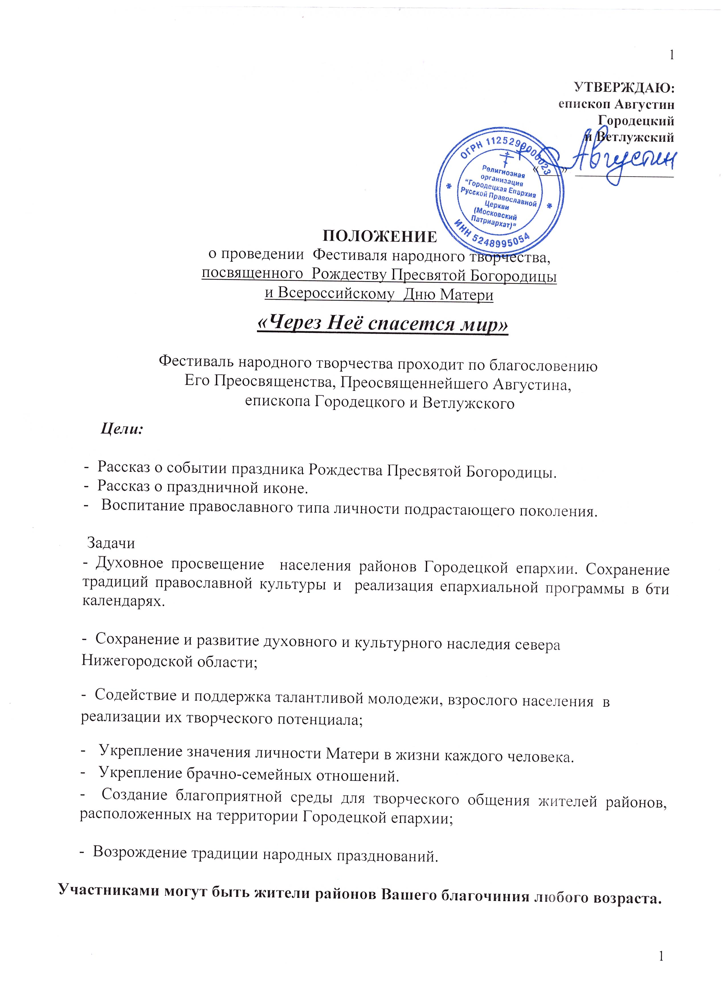 1
УТВЕРЖДАЮ:
епископ Августин
Городецкий
и Ветлужский
« » Августин
ОГРН 1125290000023
Религиозная
организация
"Городецкая Епархия
Русской Православной
Церкви
(Московский
Патриархат)"
ИНН 5248995054
ПОЛОЖЕНИЕ
о проведении Фестиваля народного творчества,
посвященного Рождеству Пресвятой Богородицы
и Всероссийскому Дню Матери
«Через Неё спасется мир»
Фестиваль народного творчества проходит по благословению
Его Преосвященства, Преосвященнейшего Августина,
епископа Городецкого и Ветлужского
Цели:
- Рассказ о событии праздника Рождества Пресвятой Богородицы.
- Рассказ о праздничной иконе.
- Воспитание православного типа личности подрастающего поколения.
Задачи
- Духовное просвещение населения районов Городецкой епархии. Сохранение
традиций православной культуры и реализация епархиальной программы в 6ти
календарях.
- Сохранение и развитие духовного и культурного наследия севера
Нижегородской области;
- Содействие и поддержка талантливой молодежи, взрослого населения в
реализации их творческого потенциала;
- Укрепление значения личности Матери в жизни каждого человека.
- Укрепление брачно-семейных отношений.
- Создание благоприятной среды для творческого общения жителей районов,
расположенных на территории Городецкой епархии;
- Возрождение традиции народных празднований.
Участниками могут быть жители районов Вашего благочиния любого возраста.
1